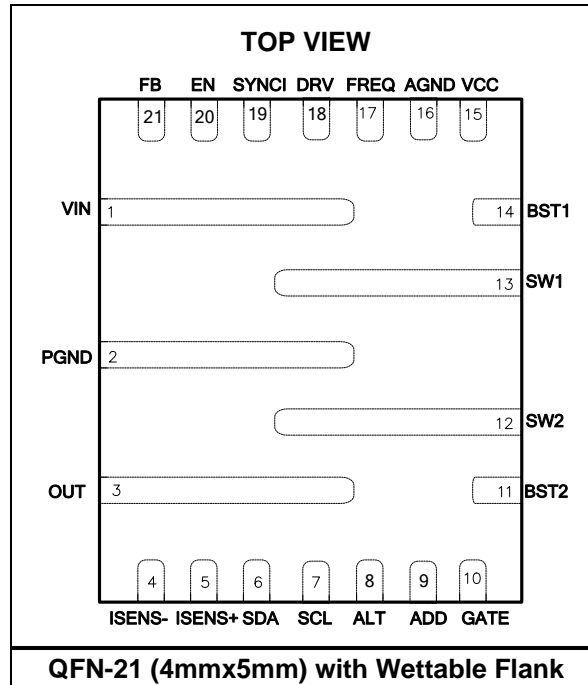 TOP VIEW
FB EN SYNCI DRV FREQ AGND VCC
21 20 19 18 17 16 15
VIN 1 14 BST1
13 SW1
PGND 2
12 SW2
OUT 3 11 BST2
4 5 6 7 8 9 10
ISENS- ISENS+ SDA SCL ALT ADD GATE
QFN-21 (4mmx5mm) with Wettable Flank